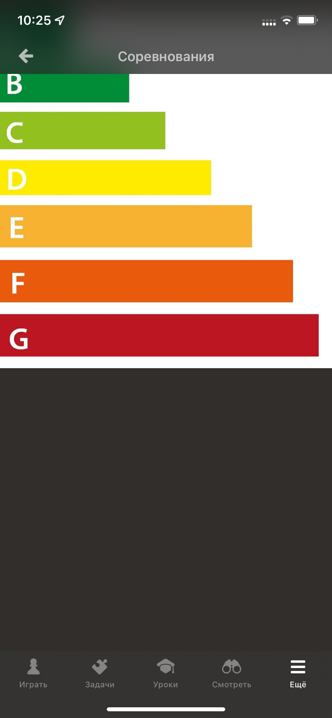 10:25
Соревнования
B
C
D
E
F
G
Играть
Задачи
Уроки
Смотреть
Ещё